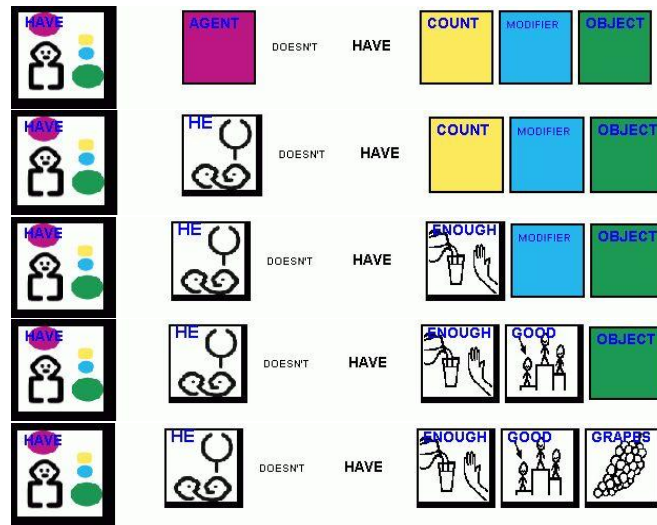 HAVE AGENT DOESN'T HAVE COUNT MODIFIER OBJECT
HAVE HE DOESN'T HAVE COUNT MODIFIER OBJECT
HAVE HE DOESN'T HAVE ENOUGH MODIFIER OBJECT
HAVE HE DOESN'T HAVE ENOUGH GOOD OBJECT
HAVE HE DOESN'T HAVE ENOUGH GOOD GRAPES